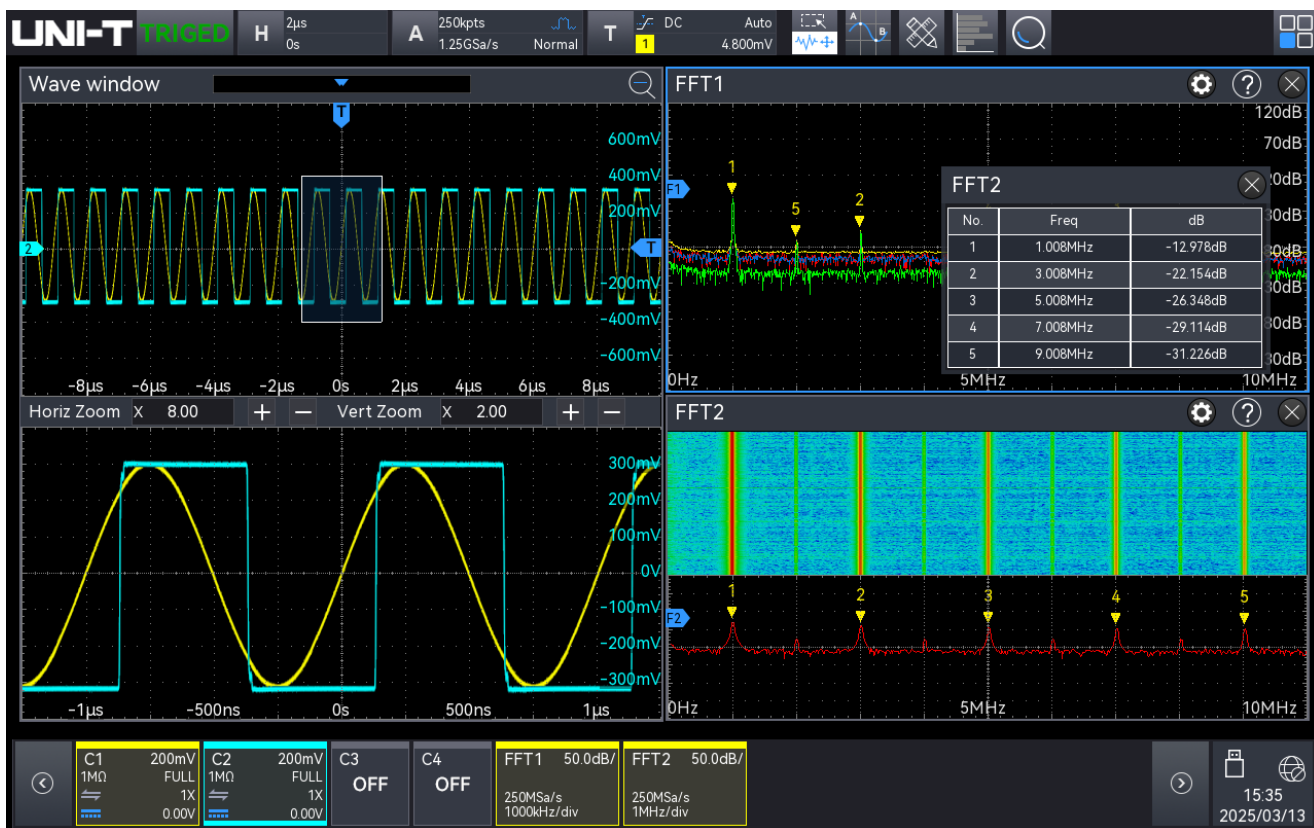 UNI-T TRIGED H 2µs 0s A 250kpts 1.25GSa/s Normal T 1 DC Auto 4.800mV A B
Wave window
T
600mV
400mV
200mV
2
T
-200mV
-400mV
-600mV
-8µs -6µs -4µs -2µs 0s 2µs 4µs 6µs 8µs
Horiz Zoom X 8.00 + − Vert Zoom X 2.00 + −
300mV
200mV
100mV
0V
-100mV
-200mV
-300mV
-1µs -500ns 0s 500ns 1µs
FFT1 ?
120dB
70dB
F1
1
5
2
0Hz 5MHz 10MHz
FFT2
No. Freq dB
1 1.008MHz -12.978dB
2 3.008MHz -22.154dB
3 5.008MHz -26.348dB
4 7.008MHz -29.114dB
5 9.008MHz -31.226dB
FFT2 ?
F2
1 2 3 4 5
0Hz 5MHz 10MHz
C1 200mV
1MΩ FULL
1X
0.00V
C2 200mV
1MΩ FULL
1X
0.00V
C3
OFF
C4
OFF
FFT1 50.0dB/
250MSa/s
1000kHz/div
FFT2 50.0dB/
250MSa/s
1MHz/div
15:35
2025/03/13